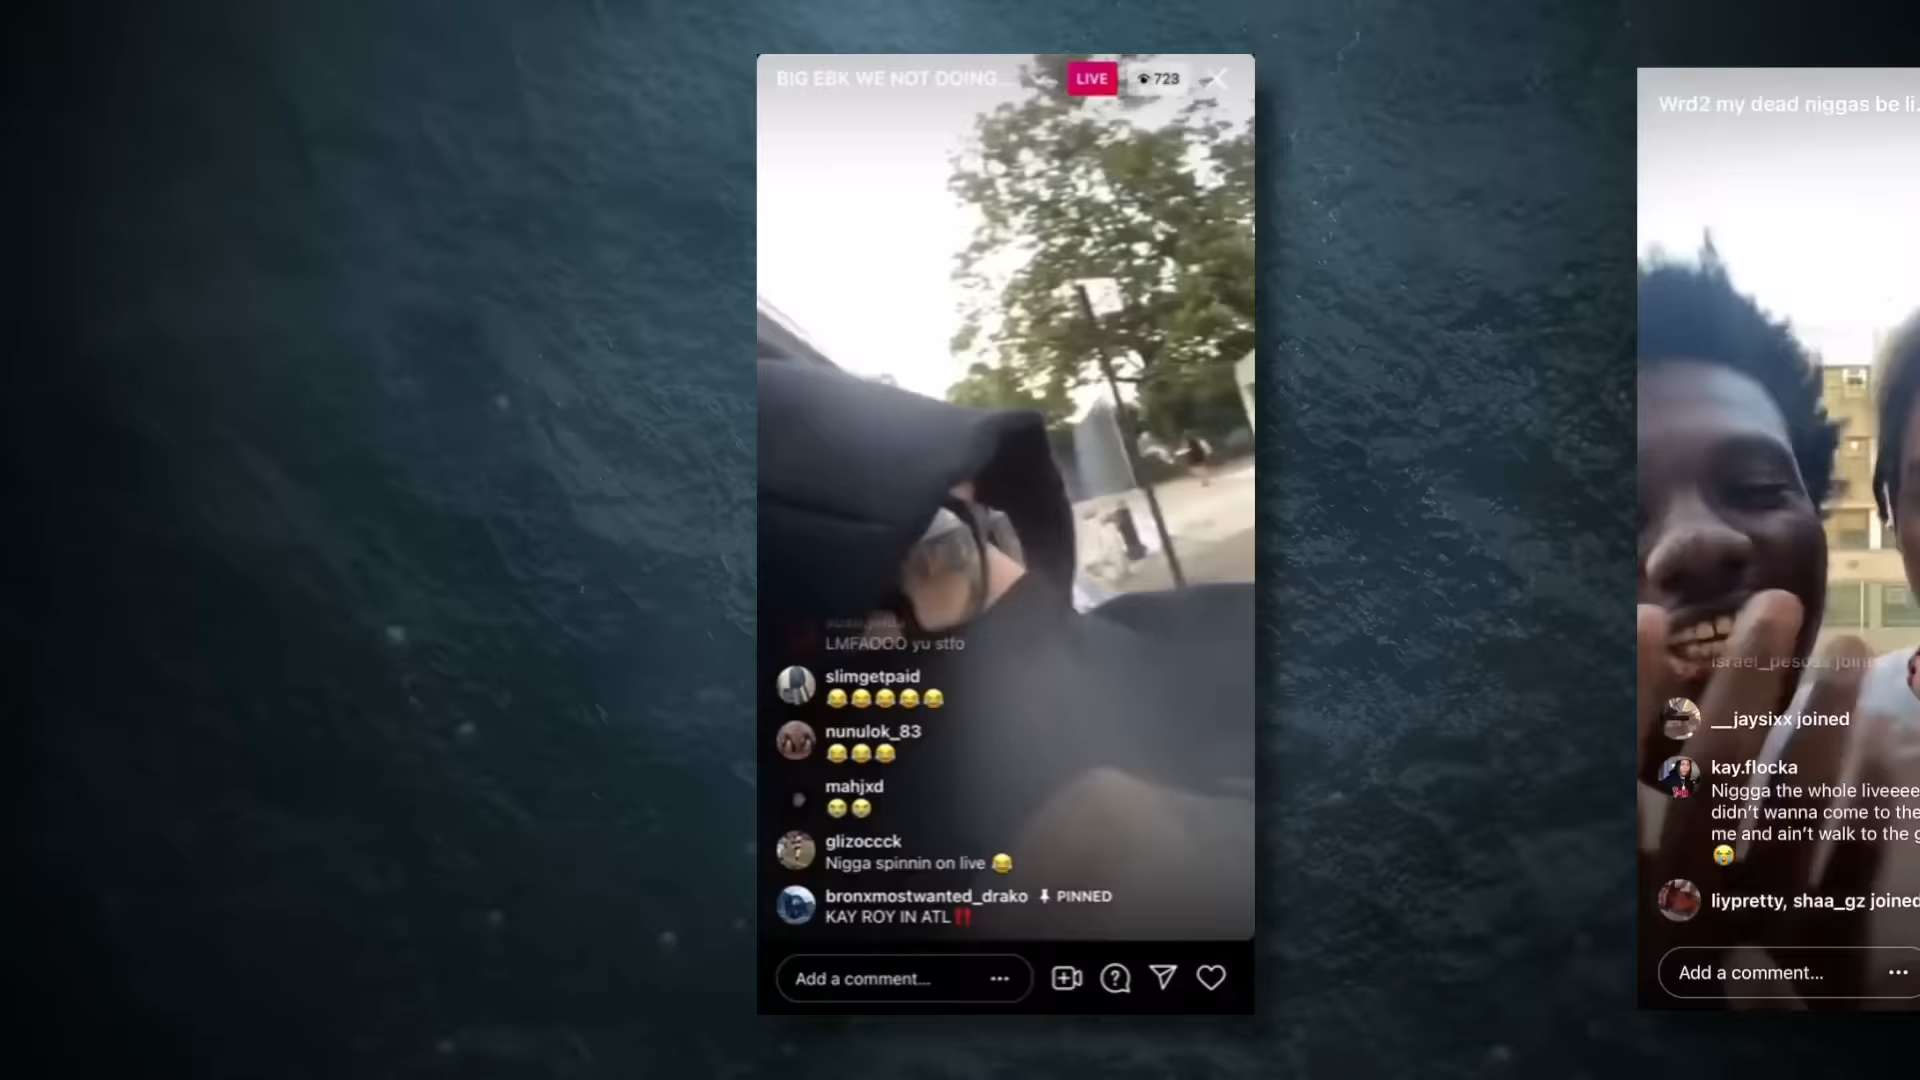 BIG EBK WE NOT DOING...
LIVE
723
LMFAOOO yu stfo
slimgetpaid
😂😂😂😂😂
nunulok_83
😂😂😂
mahjxd
😭😭
glizoccck
Nigga spinnin on live 😂
bronxmostwanted_drako PINNED
KAY ROY IN ATL‼️
Add a comment...
Wrd2 my dead niggas be li...
israel_pesos joined
__jaysixx joined
kay.flocka
Niggga the whole liveeee
didn't wanna come to the
me and ain't walk to the g
😭
liypretty, shaa_gz joined
Add a comment...